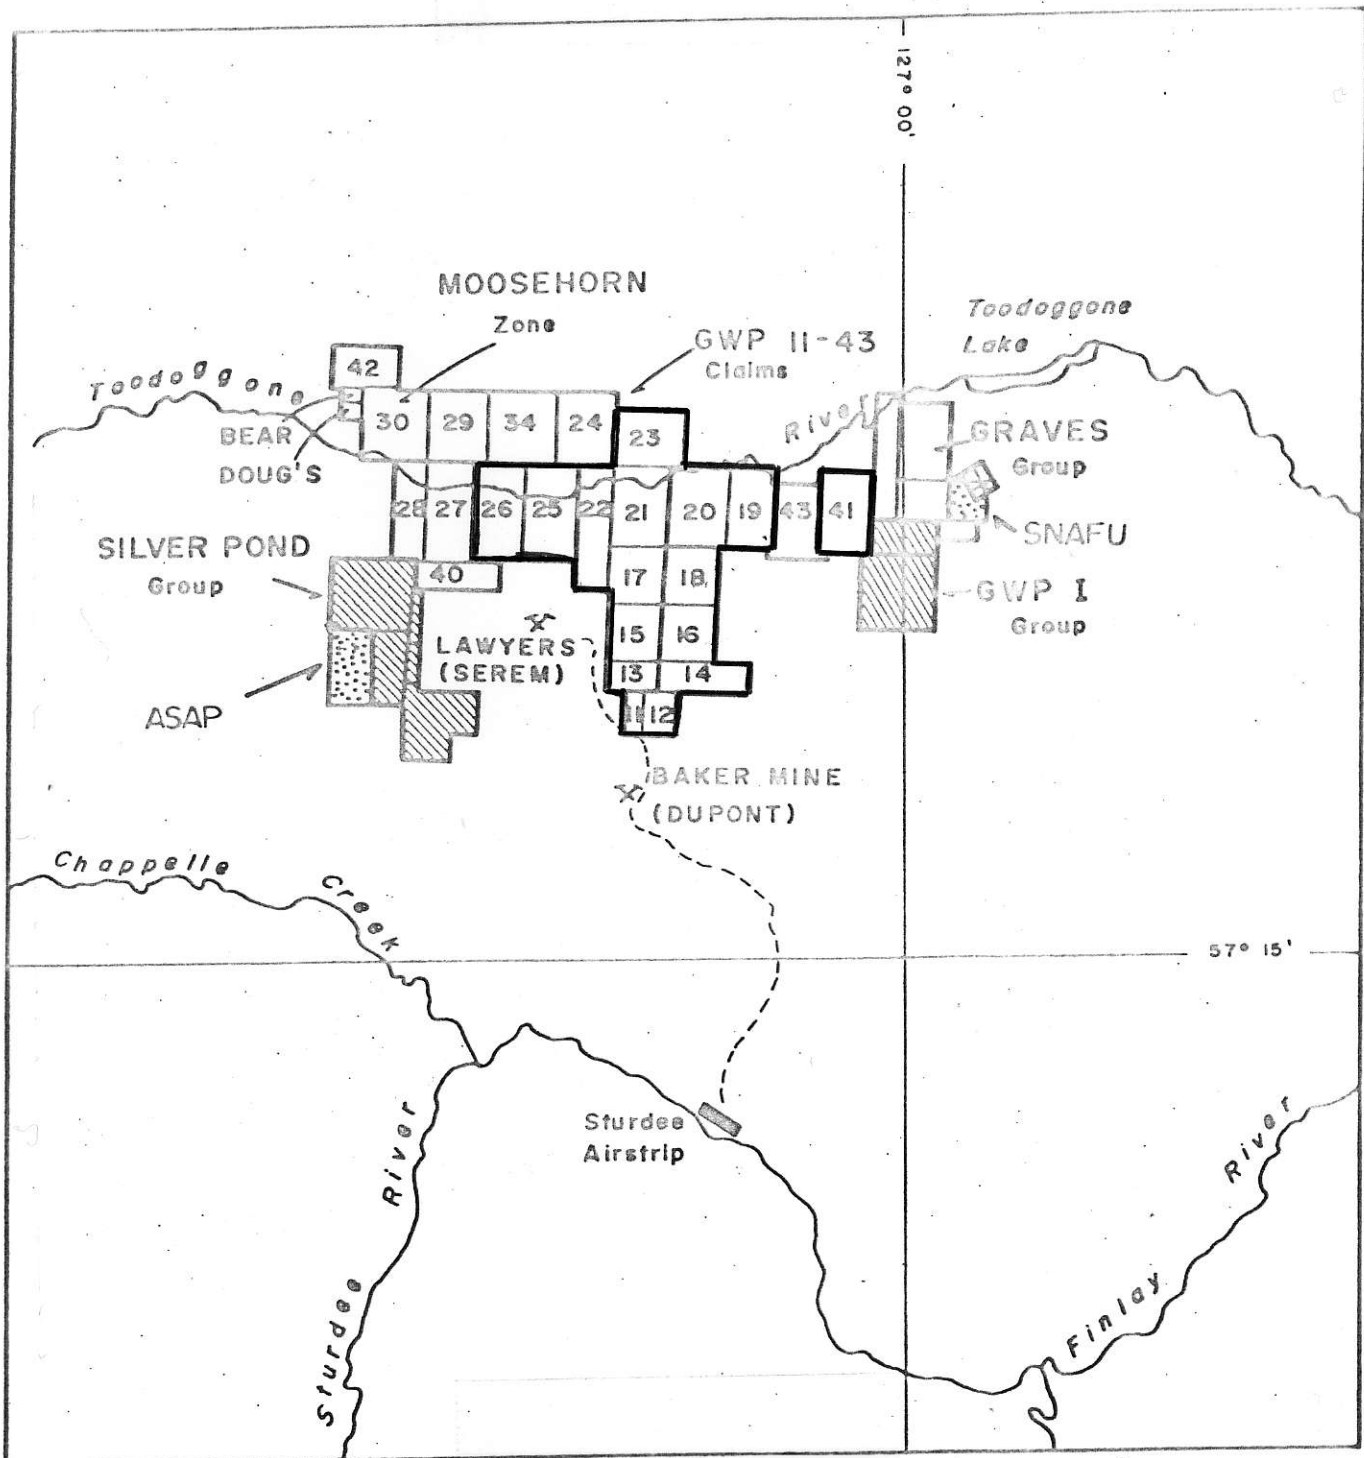 127° 00'
MOOSEHORN
Zone
GWP 11-43
Claims
Toodoggone
Lake
Toodoggone
River
42
BEAR
DOUG'S
30
29
34
24
23
GRAVES
Group
28
27
26
25
22
21
20
19
43
41
SNAFU
SILVER POND
Group
40
17
18
GWP I
Group
LAWYERS
(SEREM)
15
16
13
14
ASAP
11
12
BAKER MINE
(DUPONT)
Chappelle
Creek
57° 15'
Sturdee
Airstrip
Sturdee
River
Finlay
River